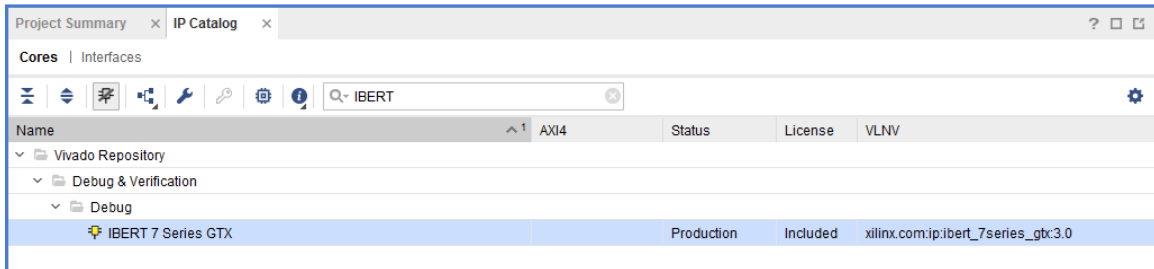 Project Summary × IP Catalog × ?
Cores | Interfaces
IBERT
Name 1 AXI4 Status License VLNV
Vivado Repository
Debug & Verification
Debug
IBERT 7 Series GTX Production Included xilinx.com:ip:ibert_7series_gtx:3.0